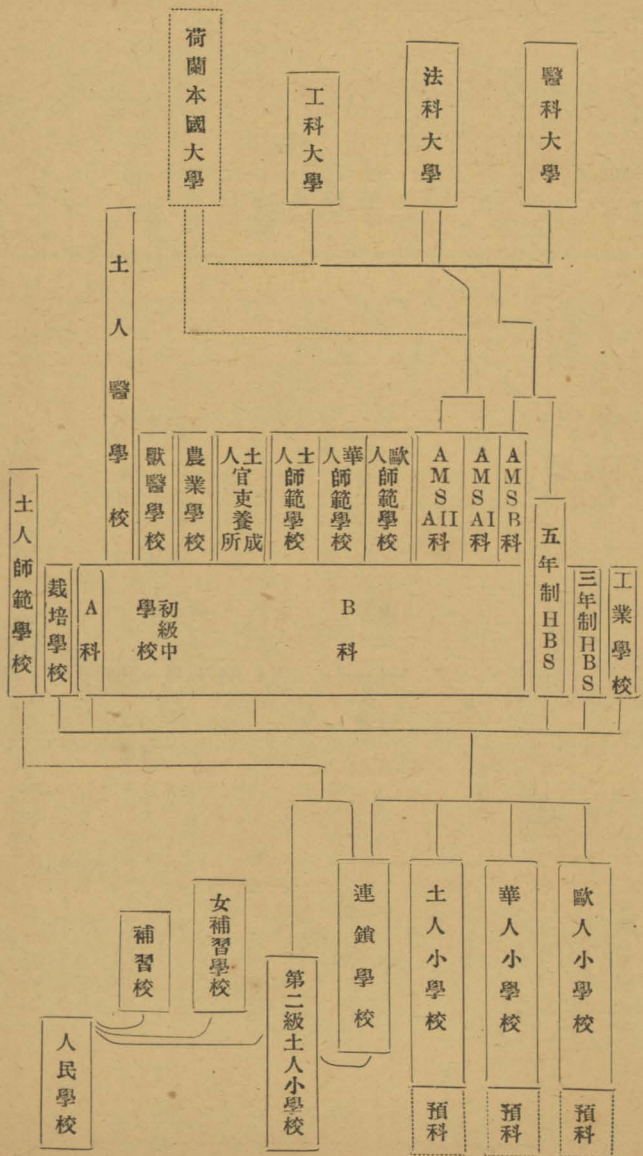 醫科大學
法科大學
工科大學
荷蘭本國大學
土人醫學校
獸醫學校
農業學校
土人官吏養成所
土人師範學校
華人師範學校
歐人師範學校
AMS AII科
AMS AI科
AMS B科
五年制HBS
三年制HBS
工業學校
土人師範學校
栽培學校
A科
初級中學校
B科
歐人小學校
華人小學校
土人小學校
連鎖學校
第二級土人小學校
女補習學校
補習校
人民學校
預科
預科
預科